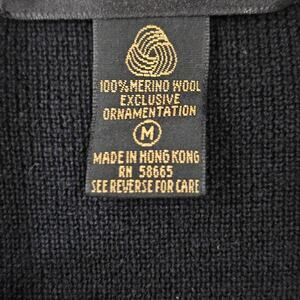 100% MERINO WOOL
EXCLUSIVE
ORNAMENTATION
M
MADE IN HONG KONG
RN 58665
SEE REVERSE FOR CARE